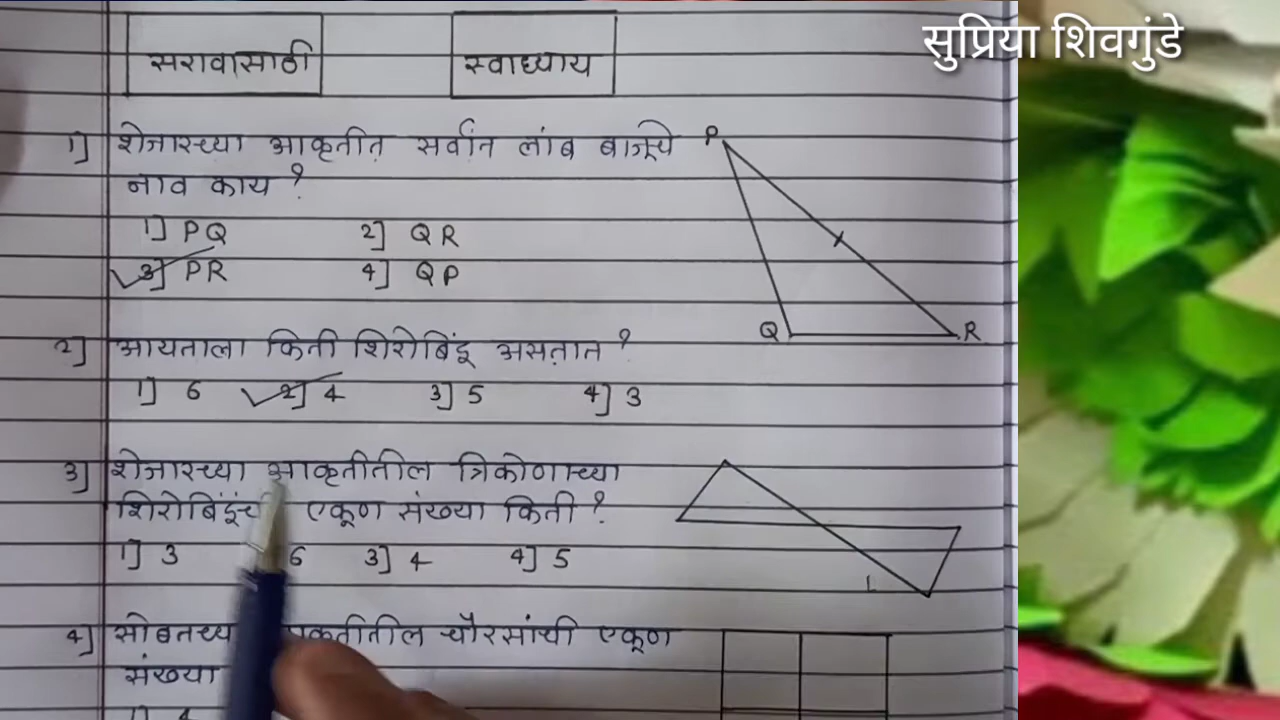 सुप्रिया शिवगुंडे
सरावासाठी स्वाध्याय
1] शेजारच्या आकृतीत सर्वात लांब बाजूचे
नाव काय ?
1] PQ 2] QR
3] PR 4] QP
P
Q R
2] आयताला किती शिरोबिंदू असतात ?
1] 6 2] 4 3] 5 4] 3
3] शेजारच्या आकृतीतील त्रिकोणाच्या
एकूण संख्या किती ?
1] 3 6 3] 4 4] 5
4] चौरसांची एकूण
संख्या